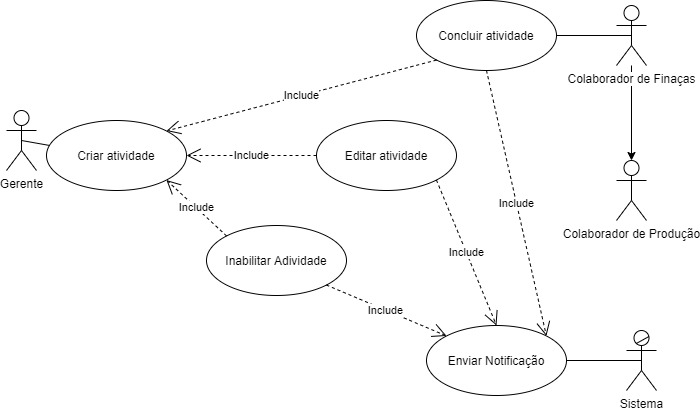 Concluir atividade
Colaborador de Finaças
Include
Gerente
Criar atividade
Include
Editar atividade
Include
Include
Colaborador de Produção
Inabilitar Adividade
Include
Include
Enviar Notificação
Sistema